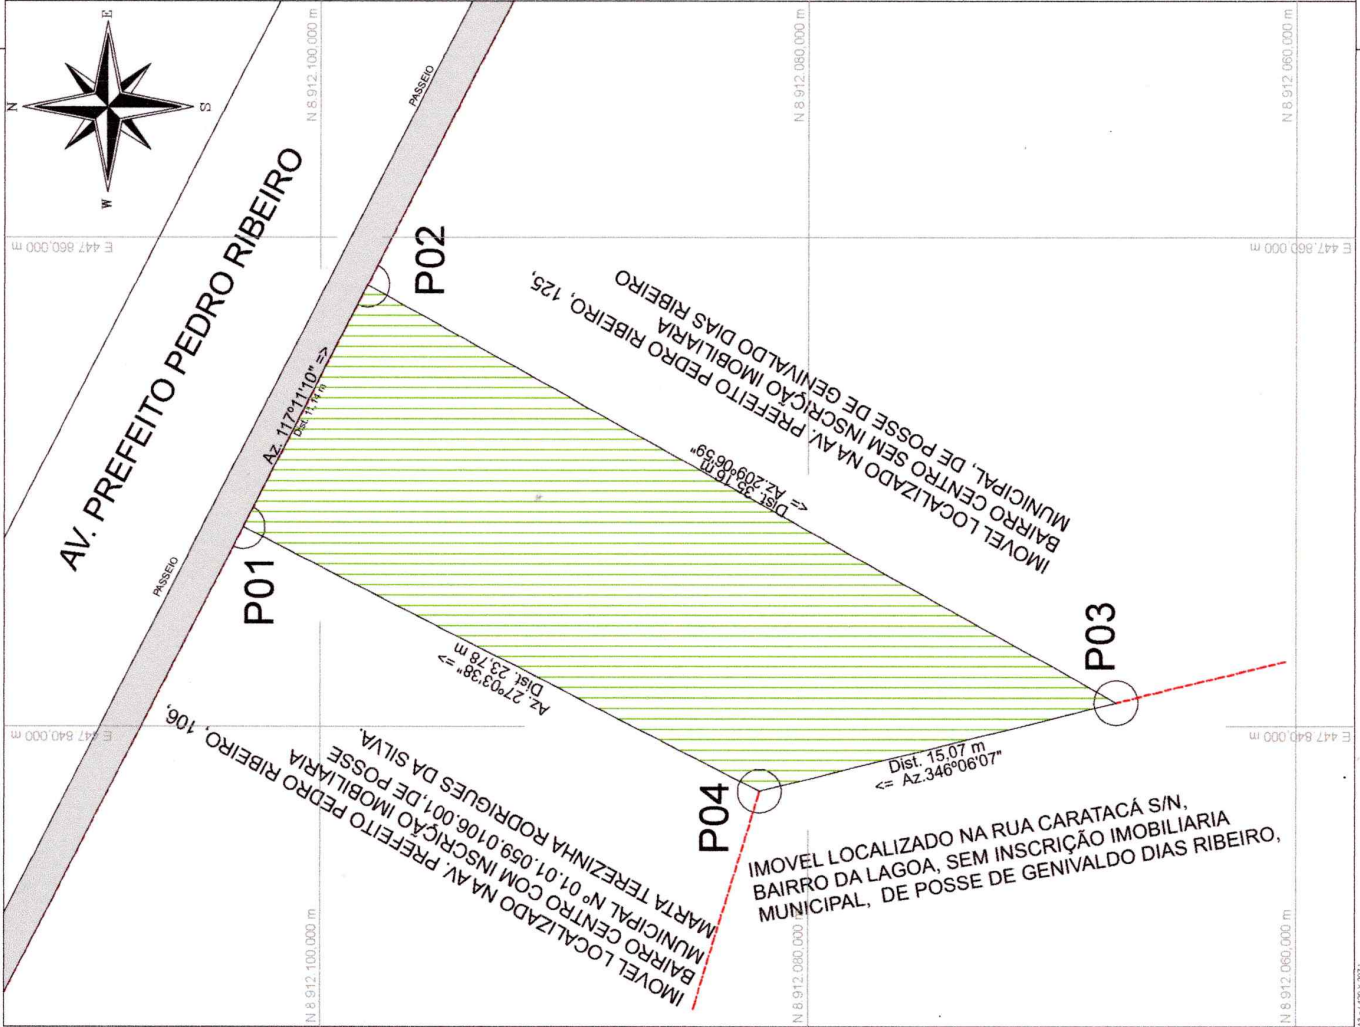 N
E
S
W
AV. PREFEITO PEDRO RIBEIRO
PASSEIO
PASSEIO
N 8.912.100,000 m
N 8.912.080,000 m
N 8.912.060,000 m
E 447.860,000 m
E 447.860,000 m
P01
P02
Az. 117°11'10" =>
Dist. 11,14 m
IMOVEL LOCALIZADO NA AV. PREFEITO PEDRO RIBEIRO, 125,
BAIRRO CENTRO SEM INSCRIÇÃO IMOBILIARIA
MUNICIPAL, DE POSSE DE GENIVALDO DIAS RIBEIRO
Dist. 35,16 m
<= Az.209°06'59"
Az. 27°03'38" =>
Dist. 23,78 m
IMOVEL LOCALIZADO NA AV. PREFEITO PEDRO RIBEIRO, 106,
BAIRRO CENTRO COM INSCRIÇÃO IMOBILIARIA
MUNICIPAL Nº 01.01.059.0106.001,DE POSSE
MARTA TEREZINHA RODRIGUES DA SILVA.
E 447.840,000 m
E 447.840,000 m
P03
P04
Dist. 15,07 m
<= Az.346°06'07"
IMOVEL LOCALIZADO NA RUA CARATACÁ S/N,
BAIRRO DA LAGOA, SEM INSCRIÇÃO IMOBILIARIA
MUNICIPAL, DE POSSE DE GENIVALDO DIAS RIBEIRO,
N 8.912.100,000 m
N 8.912.080,000 m
N 8.912.060,000 m